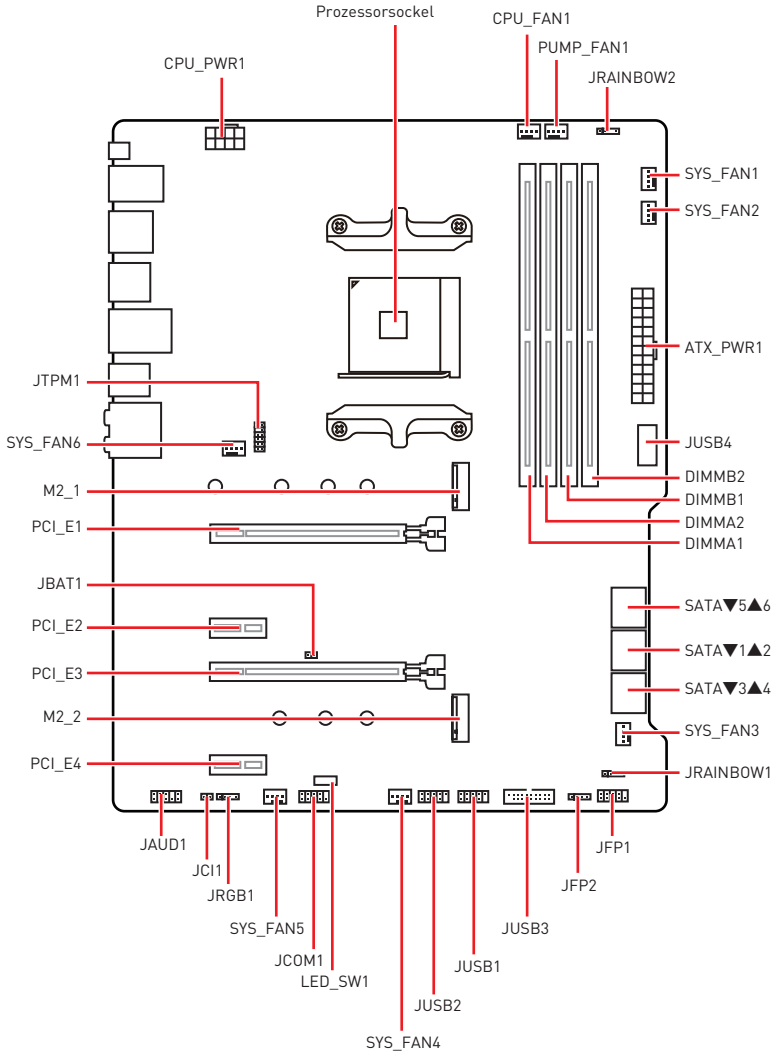 Prozessorsockel
CPU_FAN1
PUMP_FAN1
CPU_PWR1
JRAINBOW2
SYS_FAN1
SYS_FAN2
ATX_PWR1
JTPM1
SYS_FAN6
JUSB4
M2_1
DIMMB2
DIMMB1
PCI_E1
DIMMA2
DIMMA1
JBAT1
SATA▼5▲6
PCI_E2
SATA▼1▲2
PCI_E3
SATA▼3▲4
M2_2
SYS_FAN3
PCI_E4
JRAINBOW1
JAUD1
JFP1
JCI1
JFP2
JRGB1
SYS_FAN5
JUSB3
JCOM1
JUSB1
LED_SW1
JUSB2
SYS_FAN4